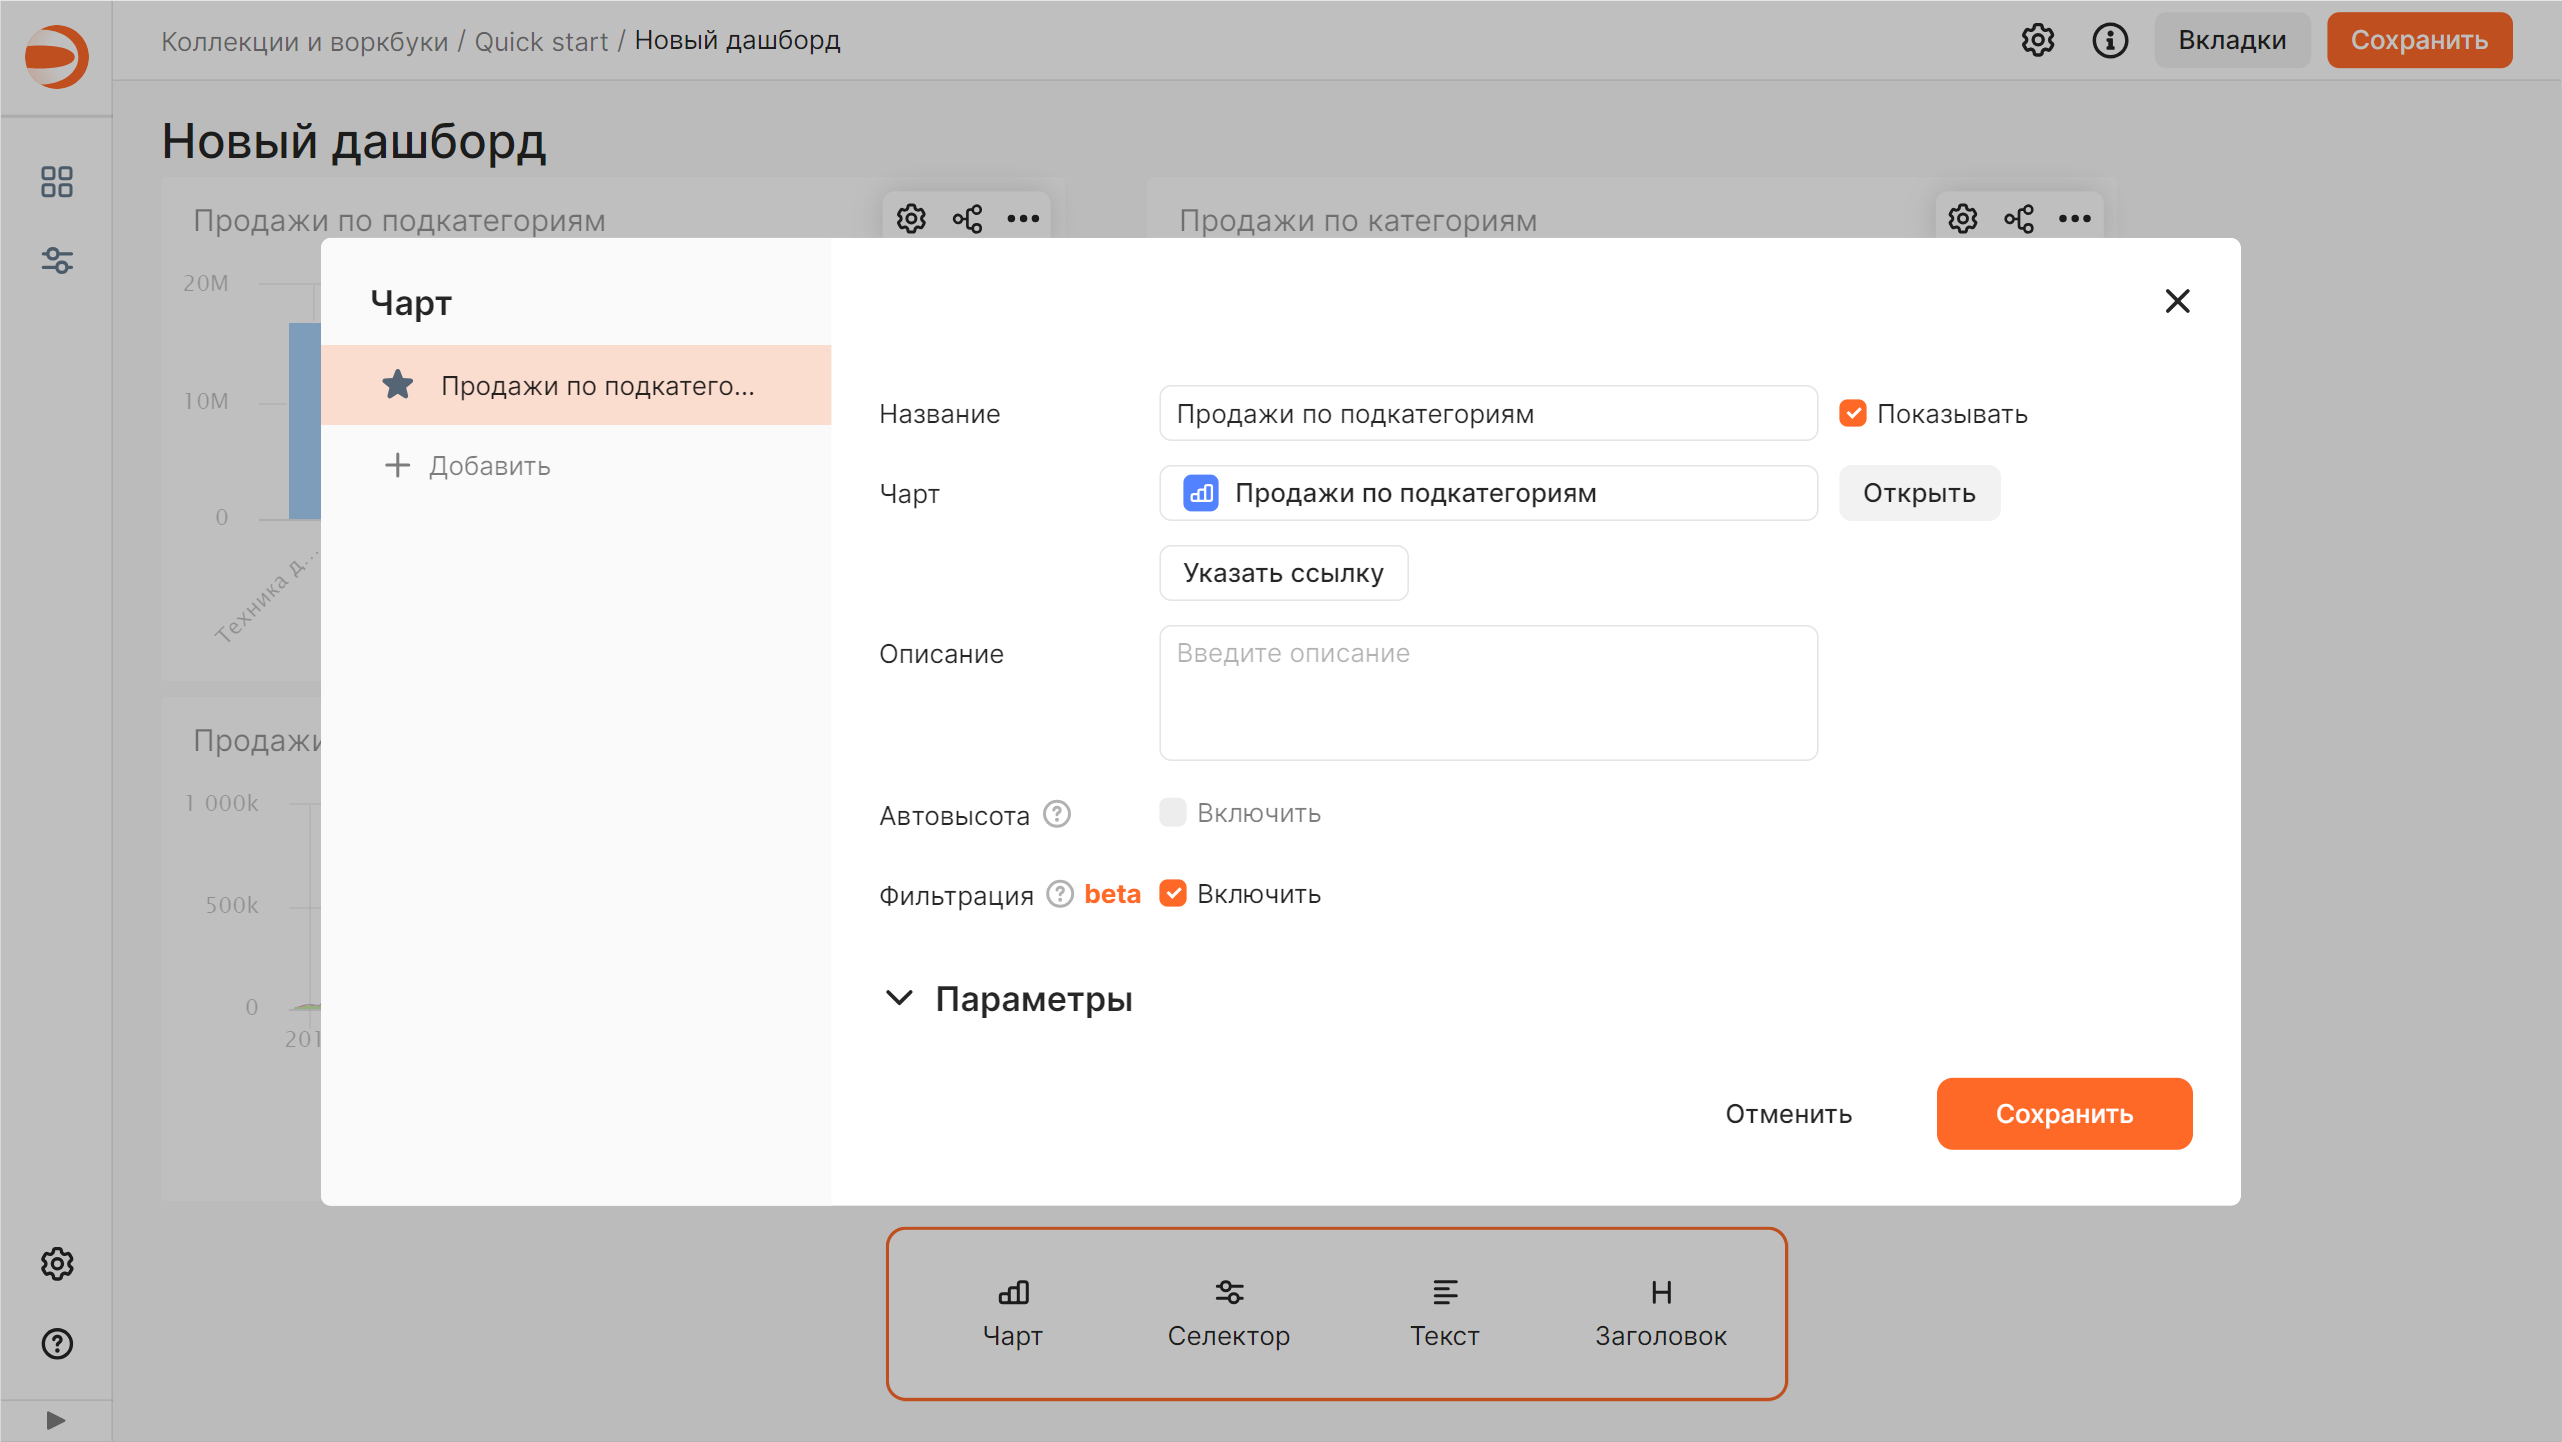 Коллекции и воркбуки / Quick start / Новый дашборд
Вкладки
Сохранить
Новый дашборд
Продажи по подкатегориям
Продажи по категориям
20M
10M
0
Техника д...
Продажи
1 000k
500k
0
201
Чарт
Продажи по подкатего...
Добавить
Название
Продажи по подкатегориям
Показывать
Чарт
Продажи по подкатегориям
Открыть
Указать ссылку
Описание
Введите описание
Автовысота
Включить
Фильтрация beta
Включить
Параметры
Отменить
Сохранить
Чарт
Селектор
Текст
Заголовок